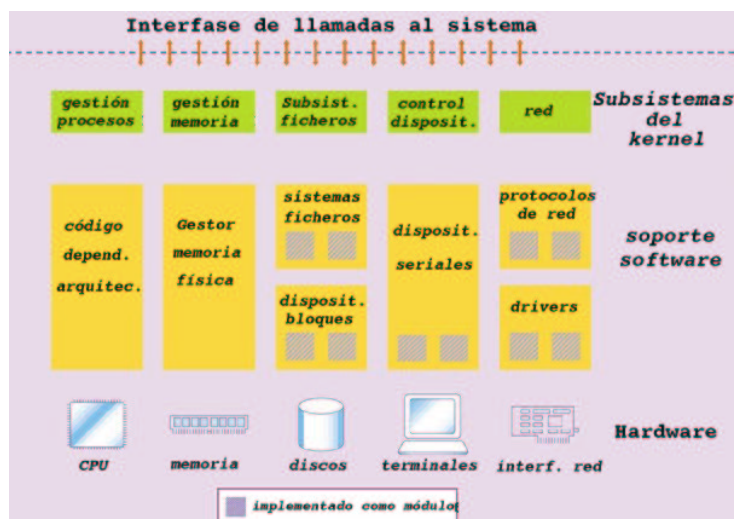 Interfase de llamadas al sistema
gestión
procesos
gestión
memoria
Subsist.
ficheros
control
disposit.
red
Subsistemas
del
kernel
código
depend.
arquitec.
Gestor
memoria
física
sistemas
ficheros
disposit.
bloques
disposit.
seriales
protocolos
de red
drivers
soporte
software
Hardware
CPU
memoria
discos
terminales
interf. red
implementado como módulo